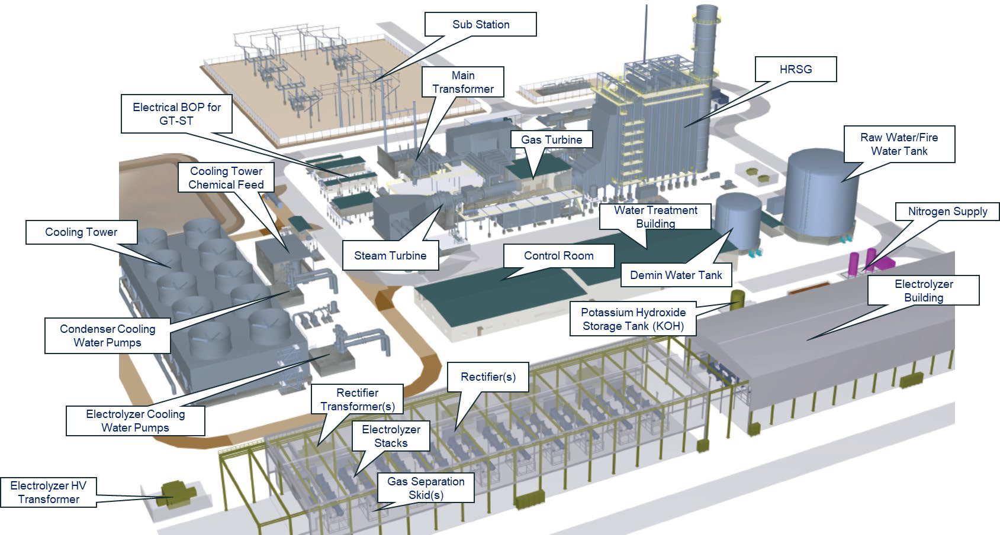 Sub Station
HRSG
Main
Transformer
Electrical BOP for
GT-ST
Gas Turbine
Raw Water/Fire
Water Tank
Cooling Tower
Chemical Feed
Water Treatment
Building
Nitrogen Supply
Cooling Tower
Steam Turbine
Control Room
Demin Water Tank
Electrolyzer
Building
Potassium Hydroxide
Storage Tank (KOH)
Condenser Cooling
Water Pumps
Rectifier(s)
Rectifier
Transformer(s)
Electrolyzer Cooling
Water Pumps
Electrolyzer
Stacks
Gas Separation
Skid(s)
Electrolyzer HV
Transformer